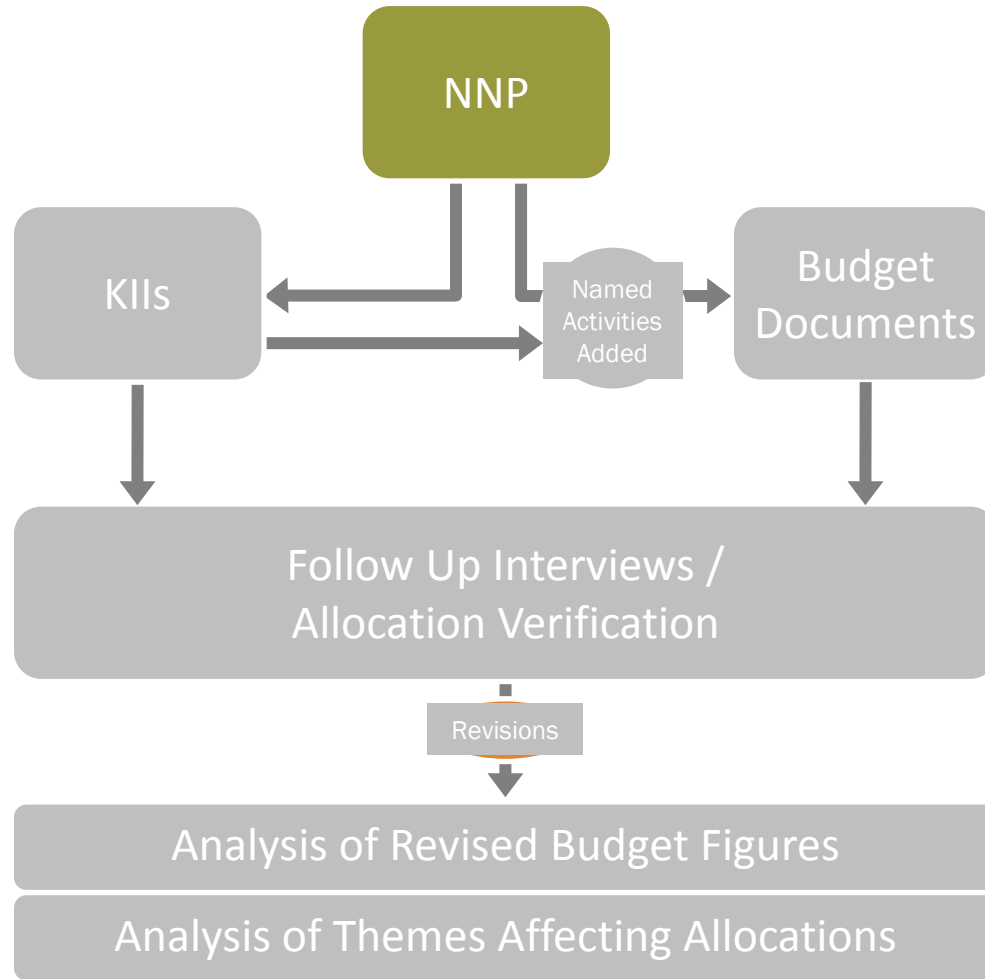 NNP
KIIs
Named
Activities
Added
Budget
Documents
Follow Up Interviews /
Allocation Verification
Revisions
Analysis of Revised Budget Figures
Analysis of Themes Affecting Allocations